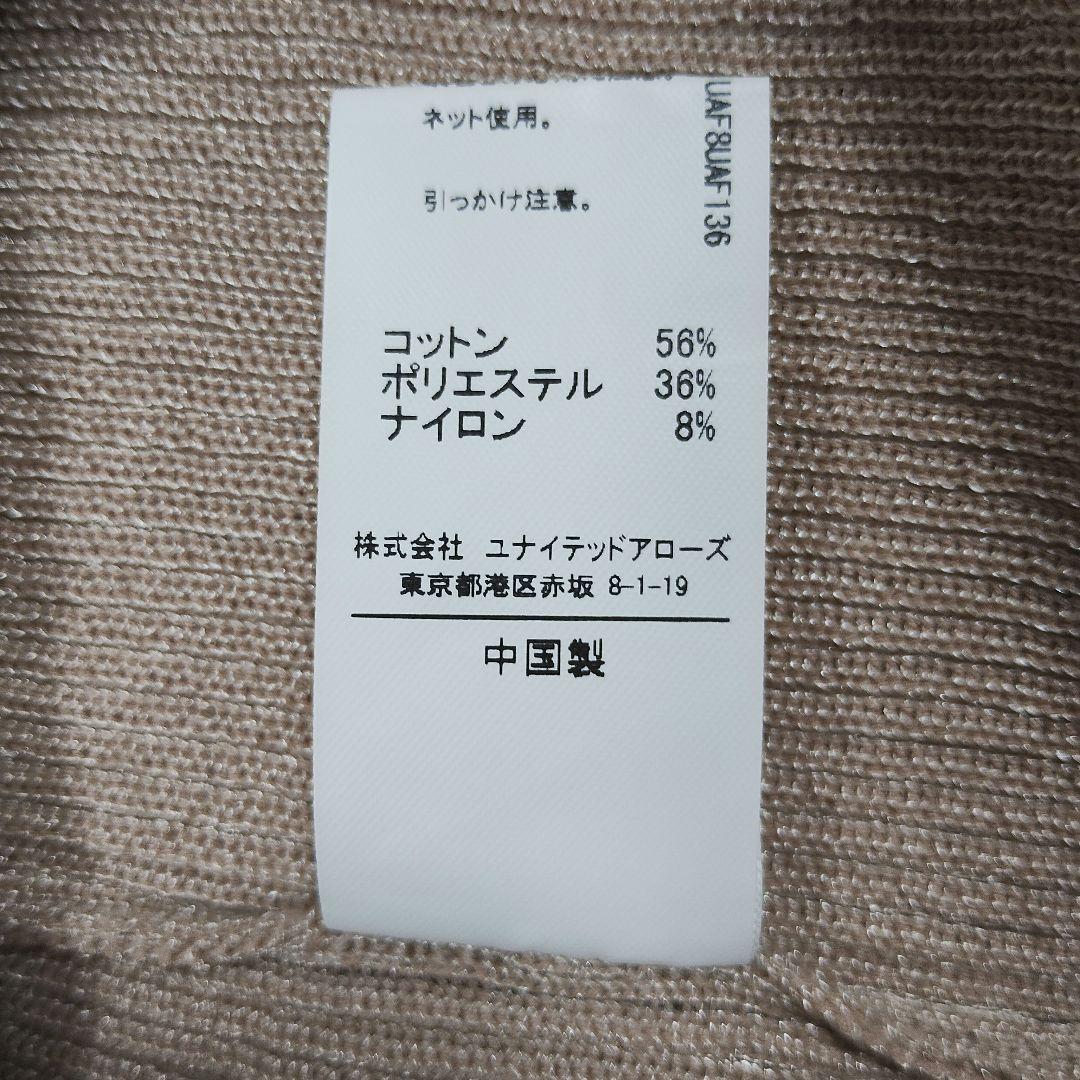 ネット使用。
UAF8UAF136
引っかけ注意。
コットン 56%
ポリエステル 36%
ナイロン 8%
株式会社 ユナイテッドアローズ
東京都港区赤坂 8-1-19
中国製